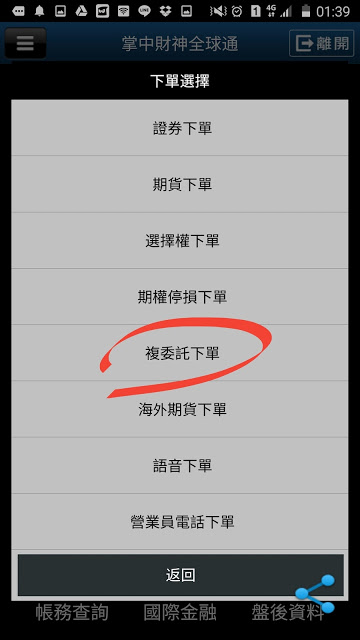 01:39
掌中財神全球通
離開
下單選擇
證券下單
期貨下單
選擇權下單
期權停損下單
複委託下單
海外期貨下單
語音下單
營業員電話下單
返回
帳務查詢 國際金融 盤後資料